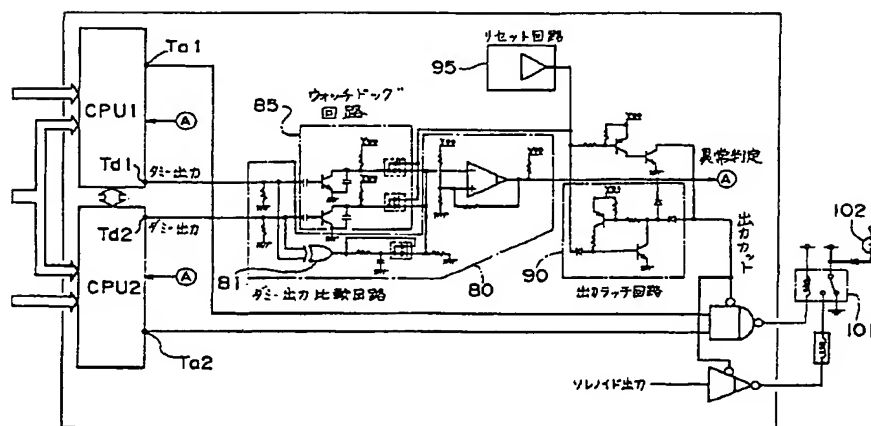 リセット回路
95
Ta1
ウォッチドッグ
回路
85
CPU1
A
Td1
ダミー出力
VDD
VDD
VDD
異常判定
A
Td2
ダミー出力
CPU2
A
81
ダミー出力比較回路
80
90
出力ラッチ回路
出力カット
102
101
Ta2
ソレノイド出力